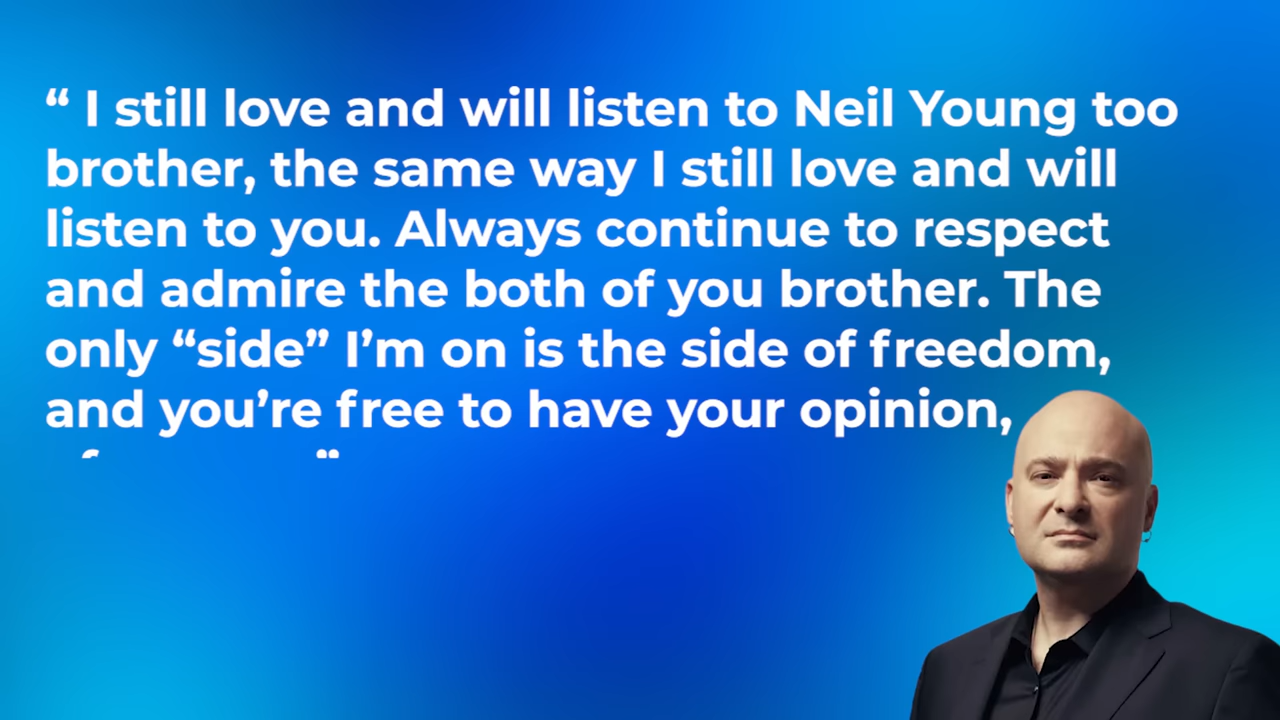 “ I still love and will listen to Neil Young too
brother, the same way I still love and will
listen to you. Always continue to respect
and admire the both of you brother. The
only “side” I’m on is the side of freedom,
and you’re free to have your opinion,